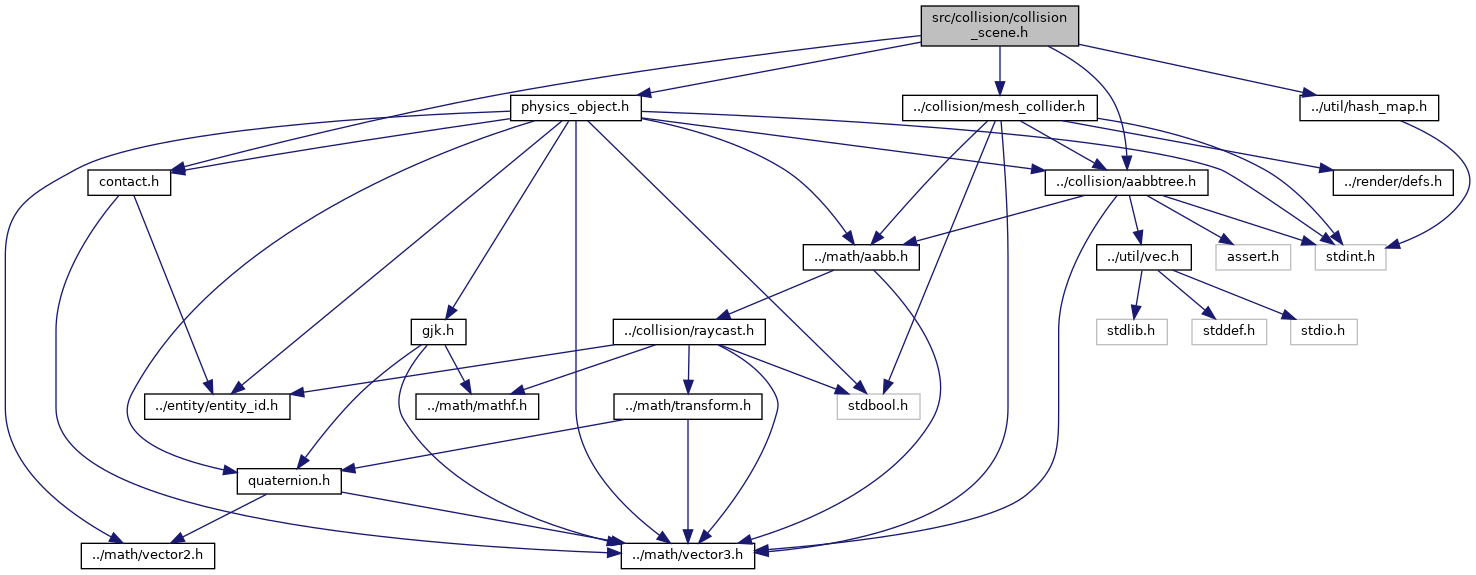 src/collision/collision
_scene.h
physics_object.h
../collision/mesh_collider.h
../util/hash_map.h
contact.h
../collision/aabbtree.h
../render/defs.h
../math/aabb.h
../util/vec.h
assert.h
stdint.h
gjk.h
../collision/raycast.h
stdlib.h
stddef.h
stdio.h
../entity/entity_id.h
../math/mathf.h
../math/transform.h
stdbool.h
quaternion.h
../math/vector2.h
../math/vector3.h